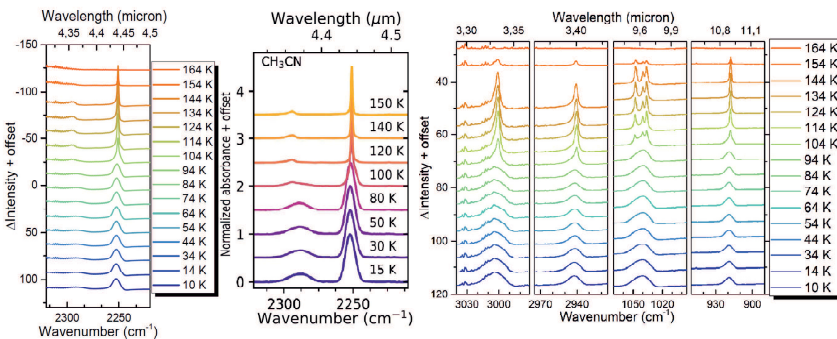 Wavelength (micron)
4,35 4,4 4,45 4,5
-150
-100
-50
0
50
100
ΔIntensity + offset
2320 2250
Wavenumber (cm⁻¹)
164 K
154 K
144 K
134 K
124 K
114 K
104 K
94 K
84 K
74 K
64 K
54 K
44 K
34 K
14 K
10 K
Wavelength (μm)
4.4 4.5
CH₃CN
4
3
2
1
0
Normalized absorbance + offset
150 K
140 K
120 K
100 K
80 K
50 K
30 K
15 K
2300 2250
Wavenumber (cm⁻¹)
Wavelength (micron)
3,30 3,35 3,40 9,6 9,9 10,8 11,1
40
60
80
100
120
Δ Intensity + offset
3030 3000 2970 2940 1050 1020 930 900
Wavenumber (cm⁻¹)
164 K
154 K
144 K
134 K
124 K
114 K
104 K
94 K
84 K
74 K
64 K
54 K
44 K
34 K
14 K
10 K